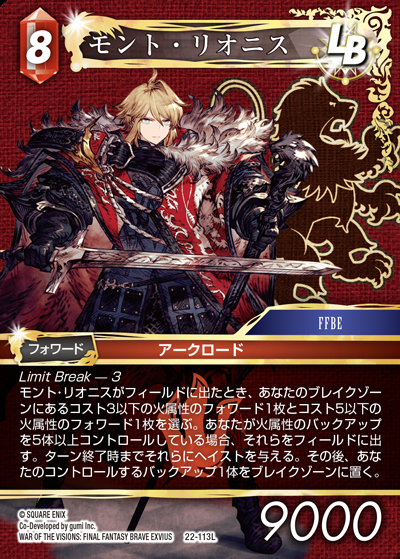 8
モント・リオニス
LB
FFBE
フォワード
アークロード
Limit Break — 3
モント・リオニスがフィールドに出たとき、あなたのブレイクゾー
ンにあるコスト3以下の火属性のフォワード1枚とコスト5以下の
火属性のフォワード1枚を選ぶ。あなたが火属性のバックアップ
を5体以上コントロールしている場合、それらをフィールドに出
す。ターン終了時までそれらにヘイストを与える。その後、あな
たのコントロールするバックアップ1体をブレイクゾーンに置く。
© SQUARE ENIX
Co-Developed by gumi Inc.
WAR OF THE VISIONS: FINAL FANTASY BRAVE EXVIUS
22-113L
9000